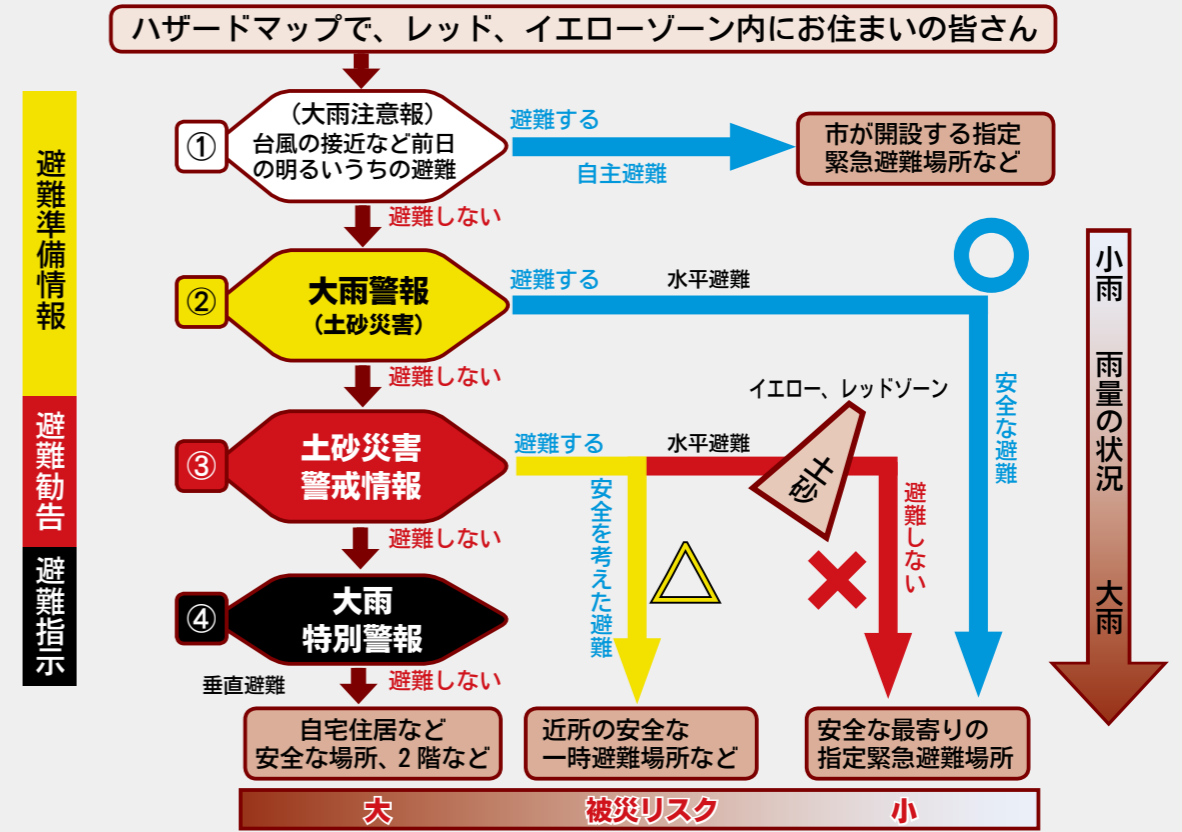 ハザードマップで、レッド、イエローゾーン内にお住まいの皆さん
避難準備情報
避難勧告
避難指示
①
（大雨注意報）
台風の接近など前日
の明るいうちの避難
避難する
自主避難
市が開設する指定
緊急避難場所など
避難しない
②
大雨警報
（土砂災害）
避難する
水平避難
安全な避難
避難しない
③
土砂災害
警戒情報
避難する
水平避難
イエロー、レッドゾーン
土砂
安全を考えた避難
避難しない
避難しない
④
大雨
特別警報
垂直避難
避難しない
自宅住居など
安全な場所、2階など
近所の安全な
一時避難場所など
安全な最寄りの
指定緊急避難場所
小雨
雨量の状況
大雨
大
被災リスク
小